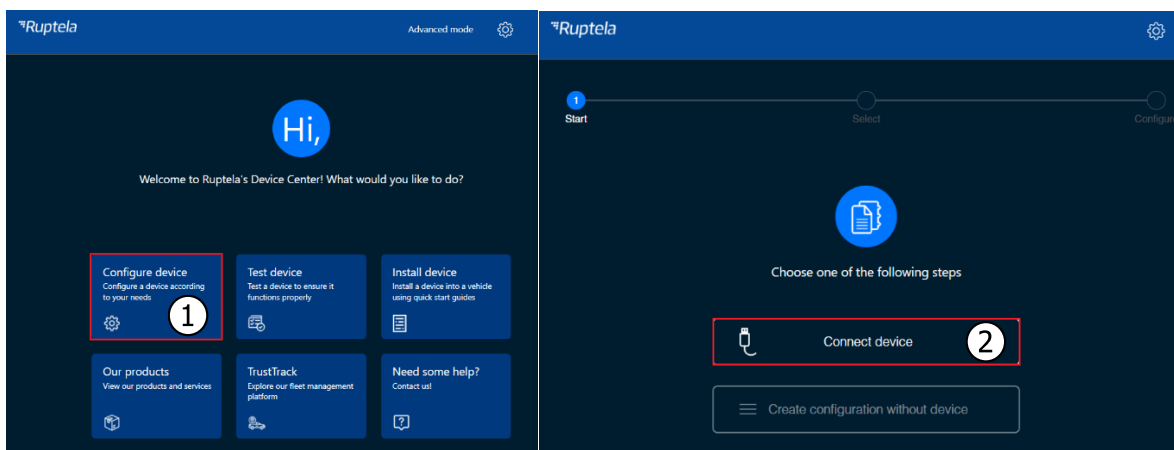 Ruptela
Advanced mode
Hi,
Welcome to Ruptela's Device Center! What would you like to do?
Configure device
Configure a device according
to your needs
1
Test device
Test a device to ensure it
functions properly
Install device
Install a device into a vehicle
using quick start guides
Our products
View our products and services
TrustTrack
Explore our fleet management
platform
Need some help?
Contact us!
Ruptela
1
Start
Select
Configur
Choose one of the following steps
Connect device
2
Create configuration without device